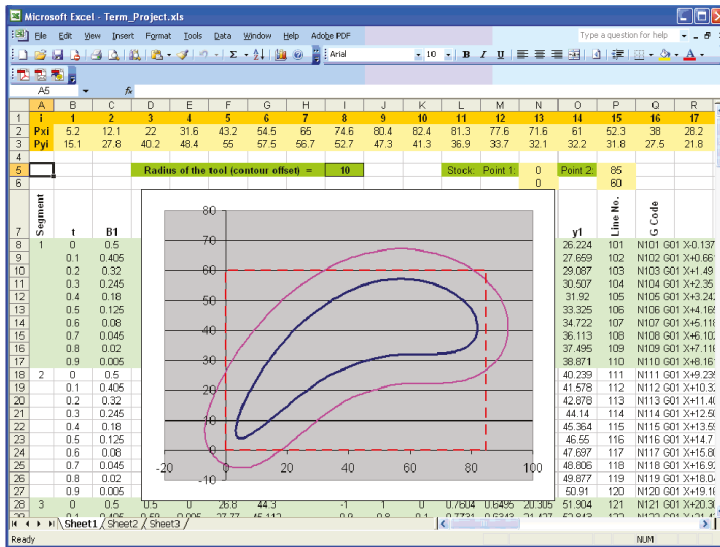 Microsoft Excel - Term_Project.xls
File Edit View Insert Format Tools Data Window Help Adobe PDF Type a question for help
Arial 10 B I U
A5 fx
A B C D E F G H I J K L M N O P Q R
1 i 1 2 3 4 5 6 7 8 9 10 11 12 13 14 15 16 17
2 Pxi 5.2 12.1 22 31.6 43.2 54.5 65 74.6 80.4 82.4 81.3 77.6 71.6 61 52.3 38 28.2
3 Pyi 15.1 27.8 40.2 48.4 55 57.5 56.7 52.7 47.3 41.3 36.9 33.7 32.1 32.2 31.8 27.5 21.8
4
5 Radius of the tool (contour offset) = 10 Stock: Point 1: 0 Point 2: 85
6 0 60
7 Segment t B1 y1 Line No. G Code
8 1 0 0.5 26.224 101 N101 G01 X-0.137
9 0.1 0.405 27.659 102 N102 G01 X+0.66
10 0.2 0.32 29.087 103 N103 G01 X+1.49
11 0.3 0.245 30.507 104 N104 G01 X+2.35
12 0.4 0.18 31.92 105 N105 G01 X+3.24
13 0.5 0.125 33.325 106 N106 G01 X+4.16
14 0.6 0.08 34.722 107 N107 G01 X+5.11
15 0.7 0.045 36.113 108 N108 G01 X+6.10
16 0.8 0.02 37.495 109 N109 G01 X+7.11
17 0.9 0.005 38.871 110 N110 G01 X+8.16
18 2 0 0.5 40.239 111 N111 G01 X+9.23
19 0.1 0.405 41.578 112 N112 G01 X+10.3
20 0.2 0.32 42.878 113 N113 G01 X+11.4
21 0.3 0.245 44.14 114 N114 G01 X+12.5
22 0.4 0.18 45.364 115 N115 G01 X+13.5
23 0.5 0.125 46.55 116 N116 G01 X+14.7
24 0.6 0.08 47.697 117 N117 G01 X+15.8
25 0.7 0.045 48.806 118 N118 G01 X+16.9
26 0.8 0.02 49.877 119 N119 G01 X+18.0
27 0.9 0.005 50.91 120 N120 G01 X+19.1
28 3 0 0.5 0.5 0 26.8 44.3 -1 1 0 0.7604 0.6495 20.305 51.904 121 N121 G01 X+20.3
80
70
60
50
40
30
20
10
0
-10
-20 0 20 40 60 80 100
Sheet1 Sheet2 Sheet3
Ready NUM